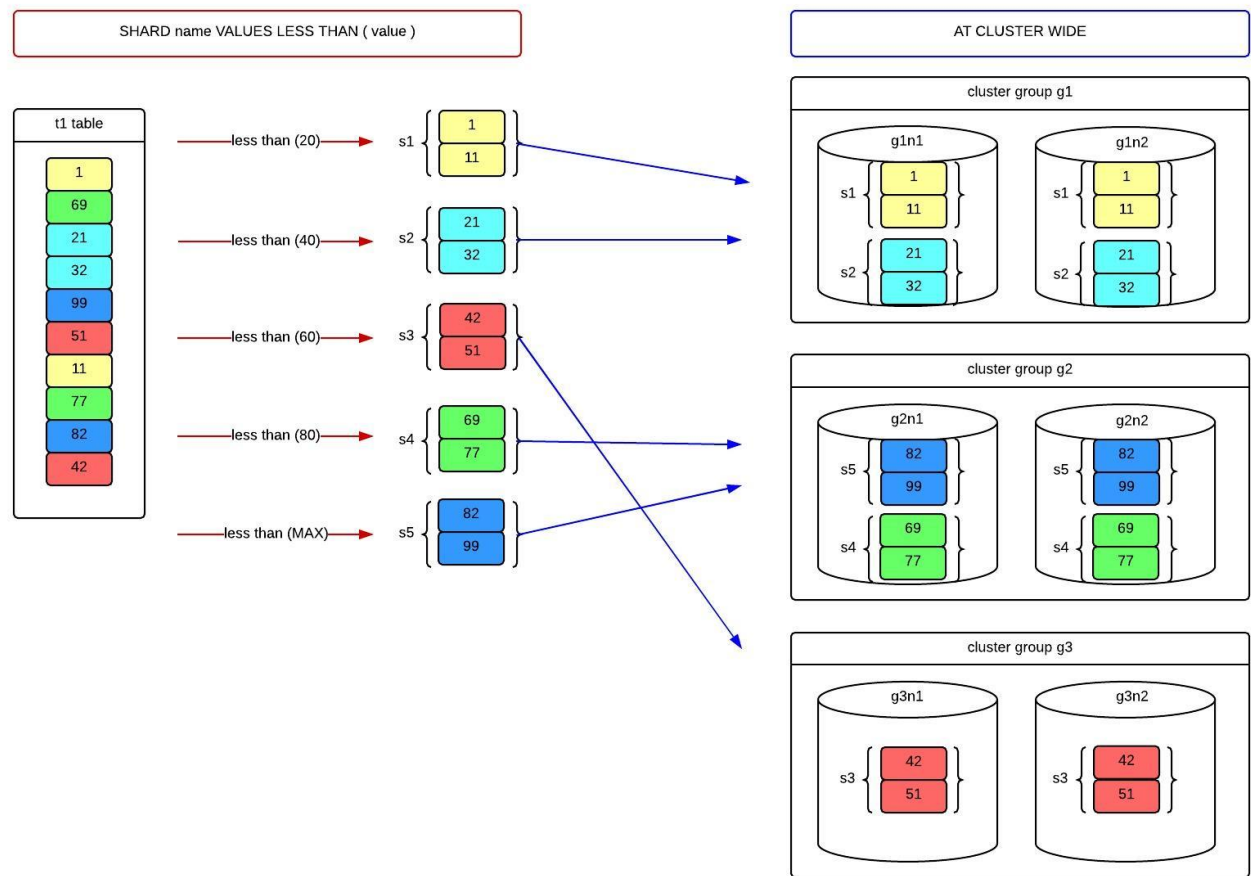 SHARD name VALUES LESS THAN ( value )
AT CLUSTER WIDE
t1 table
1
69
21
32
99
51
11
77
82
42
less than (20)
s1
1
11
less than (40)
s2
21
32
less than (60)
s3
42
51
less than (80)
s4
69
77
less than (MAX)
s5
82
99
cluster group g1
g1n1
s1
1
11
s2
21
32
g1n2
s1
1
11
s2
21
32
cluster group g2
g2n1
s5
82
99
s4
69
77
g2n2
s5
82
99
s4
69
77
cluster group g3
g3n1
s3
42
51
g3n2
s3
42
51